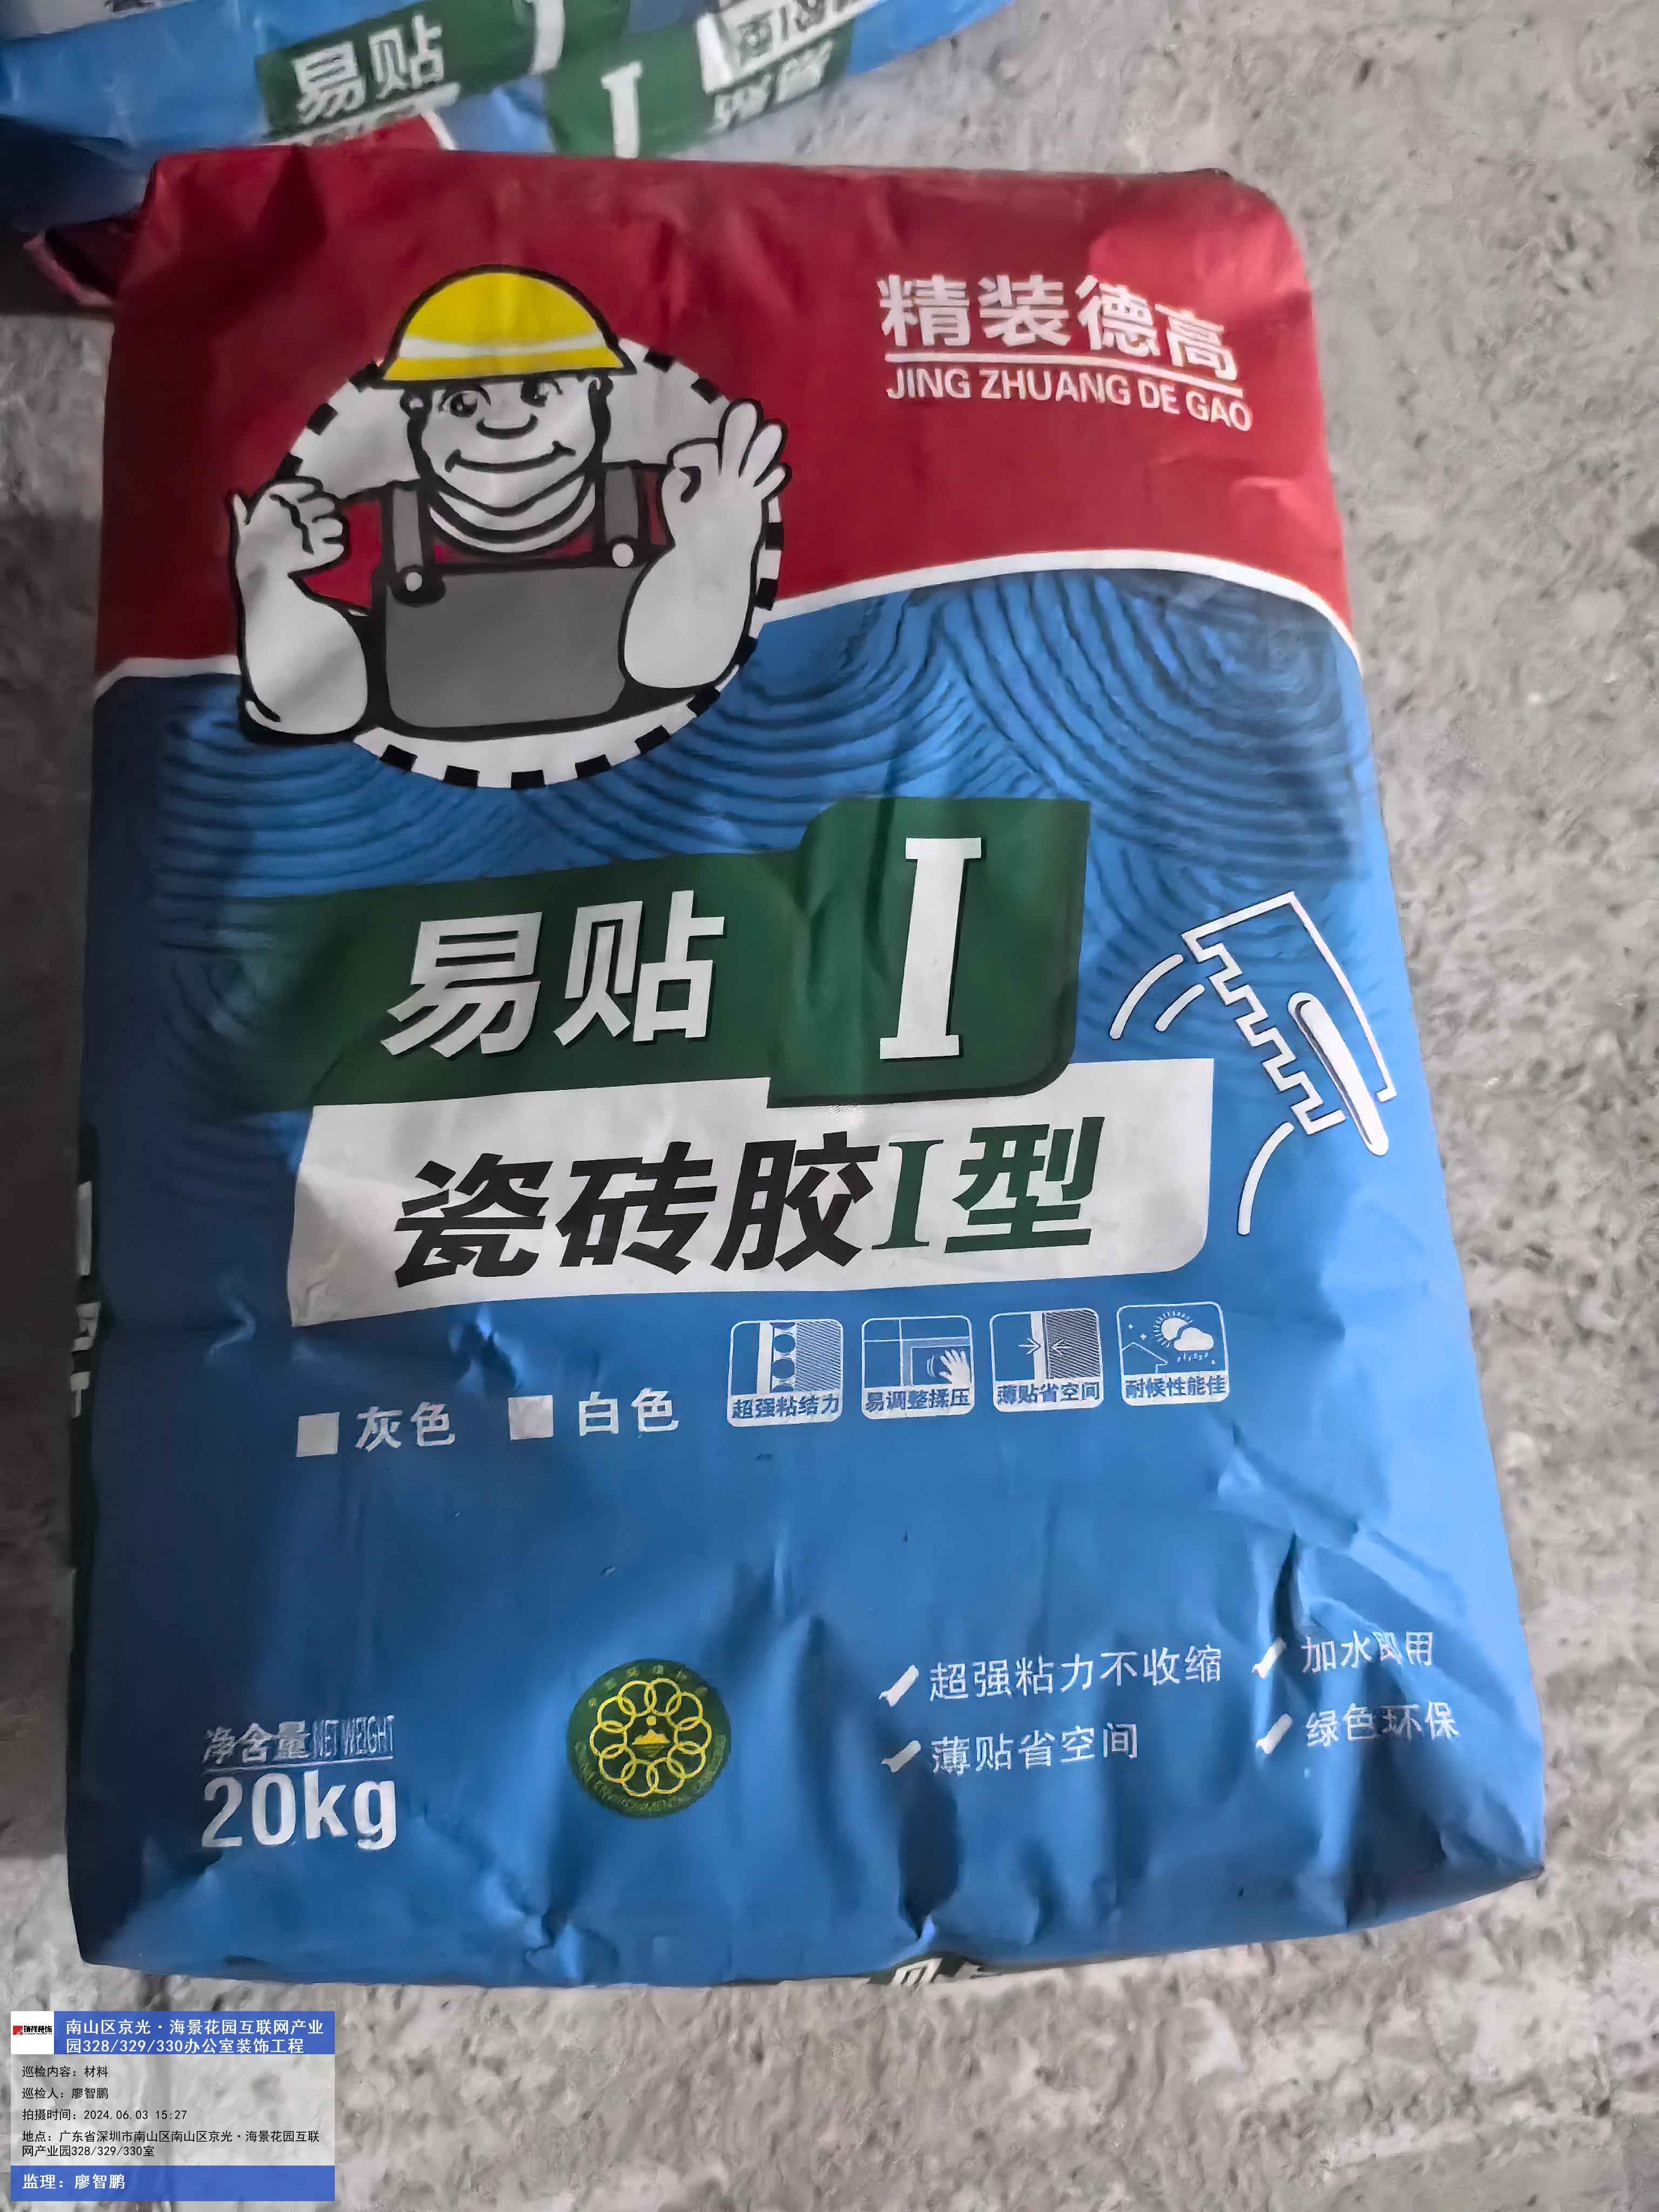 易贴
I
I
精装德高
JING ZHUANG DE GAO
易贴 I
瓷砖胶I型
灰色 白色
超强粘结力
易调整揉压
薄贴省空间
耐候性能佳
超强粘力不收缩
加水即用
薄贴省空间
绿色环保
净含量NET WEIGHT
20kg
南山区京光·海景花园互联网产业
园328/329/330办公室装饰工程
巡检内容：材料
巡检人：廖智鹏
拍摄时间：2024.06.03 15:27
地点：广东省深圳市南山区南山区京光·海景花园互联
网产业园328/329/330室
监理：廖智鹏